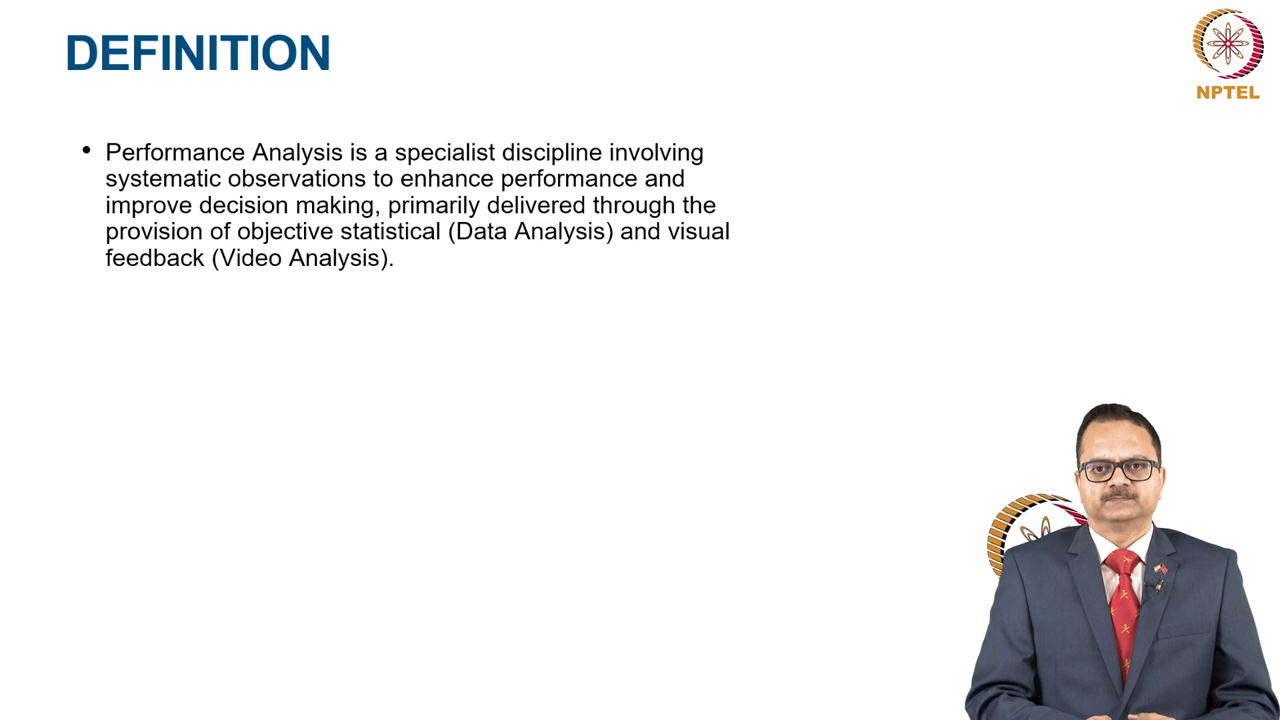 DEFINITION
NPTEL
• Performance Analysis is a specialist discipline involving
systematic observations to enhance performance and
improve decision making, primarily delivered through the
provision of objective statistical (Data Analysis) and visual
feedback (Video Analysis).